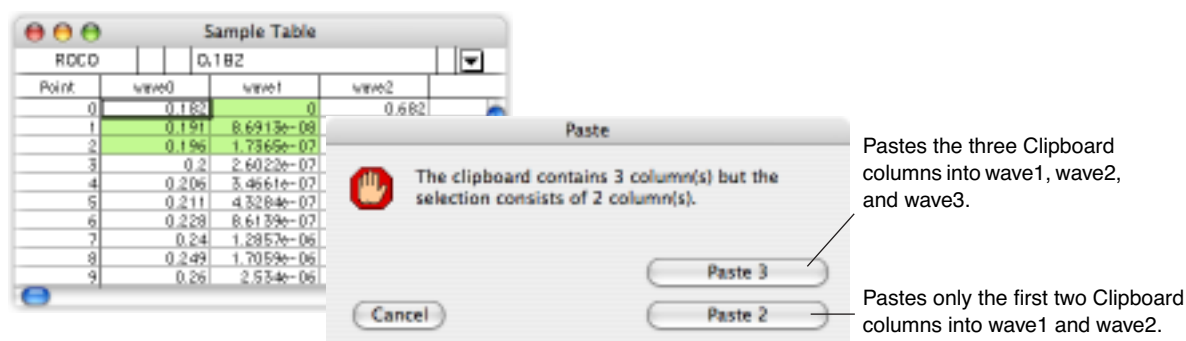 Sample Table
R0C0 0.182
Point wave0 wave1 wave2
0 0.182 0 0.682
1 0.191 8.6913e-08
2 0.196 1.7365e-07
3 0.2 2.6022e-07
4 0.206 3.4661e-07
5 0.211 4.3284e-07
6 0.228 8.6139e-07
7 0.24 1.2857e-06
8 0.249 1.7059e-06
9 0.26 2.534e-06
Paste
The clipboard contains 3 column(s) but the
selection consists of 2 column(s).
Paste 3
Cancel
Paste 2
Pastes the three Clipboard
columns into wave1, wave2,
and wave3.
Pastes only the first two Clipboard
columns into wave1 and wave2.